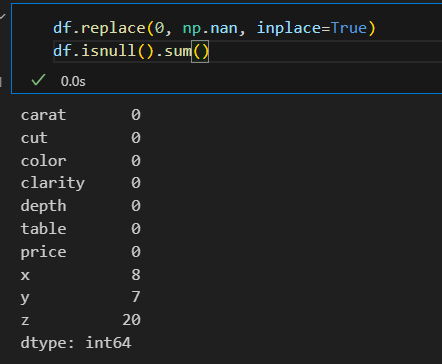 df.replace(0, np.nan, inplace=True)
df.isnull().sum()
0.0s
carat 0
cut 0
color 0
clarity 0
depth 0
table 0
price 0
x 8
y 7
z 20
dtype: int64